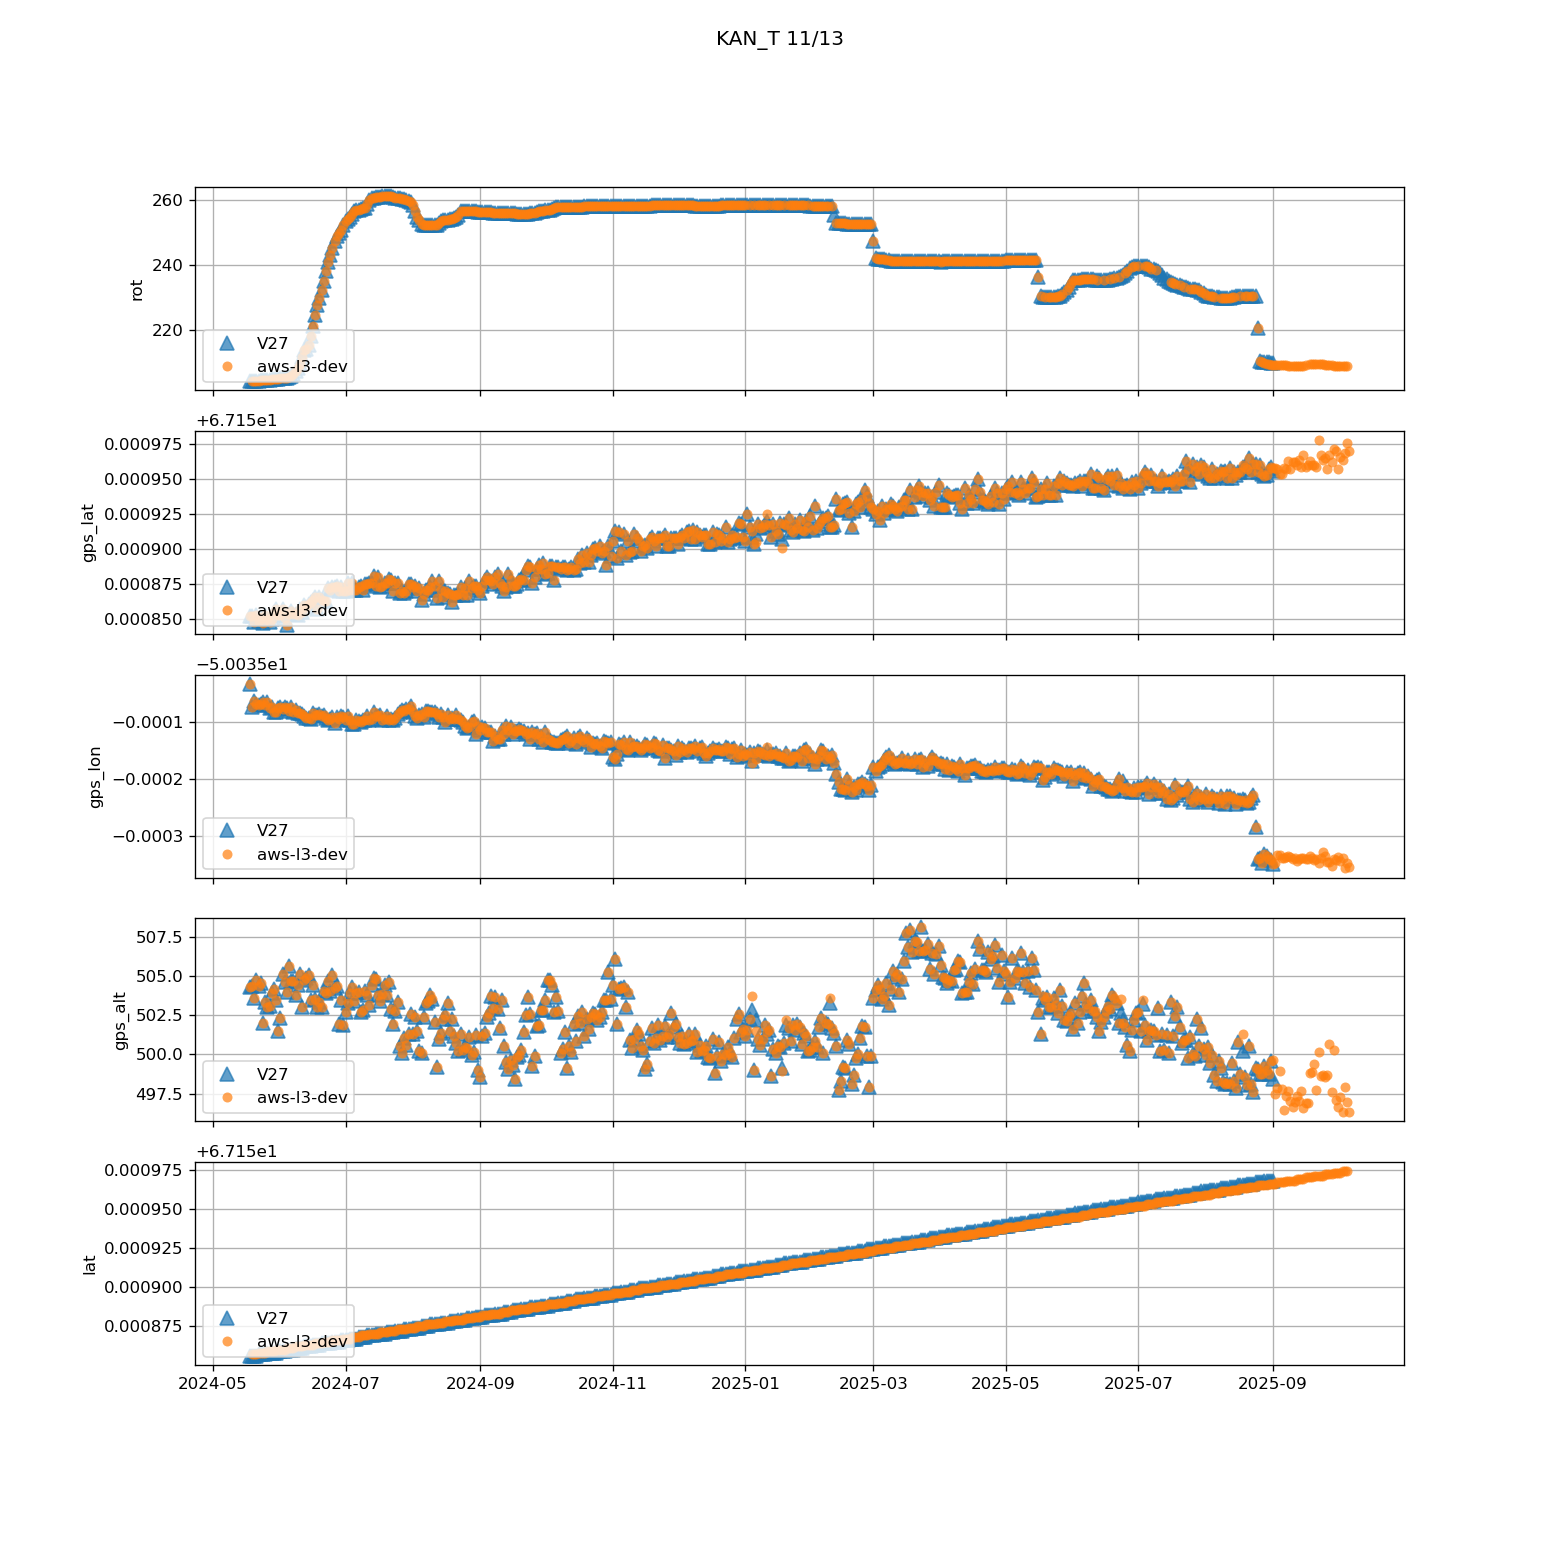 KAN_T 11/13
260
240
220
rot
V27
aws-l3-dev
+6.715e1
0.000975
0.000950
0.000925
0.000900
0.000875
0.000850
gps_lat
V27
aws-l3-dev
−5.0035e1
−0.0001
−0.0002
−0.0003
gps_lon
V27
aws-l3-dev
507.5
505.0
502.5
500.0
497.5
gps_alt
V27
aws-l3-dev
+6.715e1
0.000975
0.000950
0.000925
0.000900
0.000875
lat
V27
aws-l3-dev
2024-05 2024-07 2024-09 2024-11 2025-01 2025-03 2025-05 2025-07 2025-09